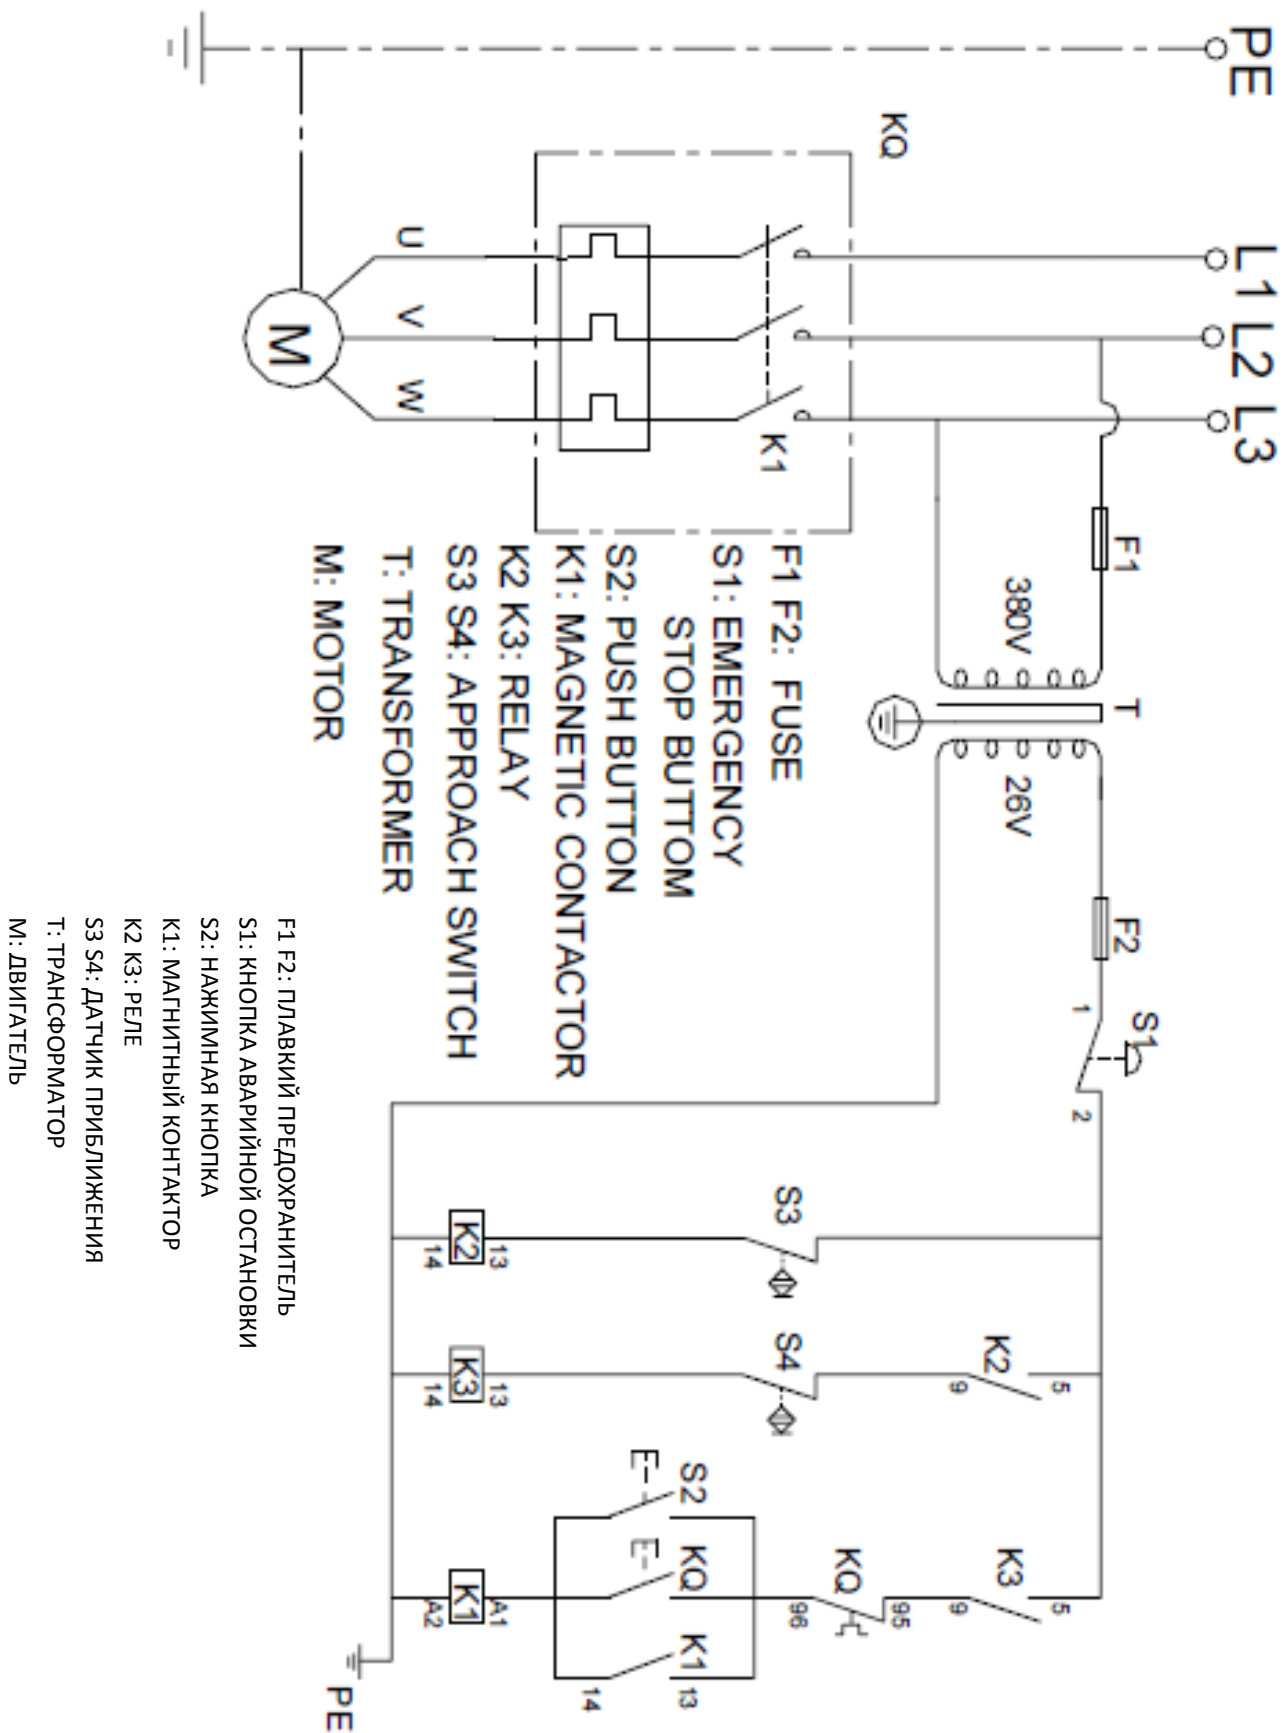 PE
L1
L2
L3
KQ
K1
U
V
W
M
F1
380V
T
26V
F2
1
S1
2
S3
K2
13
14
S4
K2
5
9
K3
13
14
K3
5
9
KQ
95
96
S2
KQ
K1
13
14
K1
A1
A2
PE
F1 F2: FUSE
S1: EMERGENCY
STOP BUTTOM
S2: PUSH BUTTON
K1: MAGNETIC CONTACTOR
K2 K3: RELAY
S3 S4: APPROACH SWITCH
T: TRANSFORMER
M: MOTOR
F1 F2: ПЛАВКИЙ ПРЕДОХРАНИТЕЛЬ
S1: КНОПКА АВАРИЙНОЙ ОСТАНОВКИ
S2: НАЖИМНАЯ КНОПКА
K1: МАГНИТНЫЙ КОНТАКТОР
K2 K3: РЕЛЕ
S3 S4: ДАТЧИК ПРИБЛИЖЕНИЯ
T: ТРАНСФОРМАТОР
М: ДВИГАТЕЛЬ